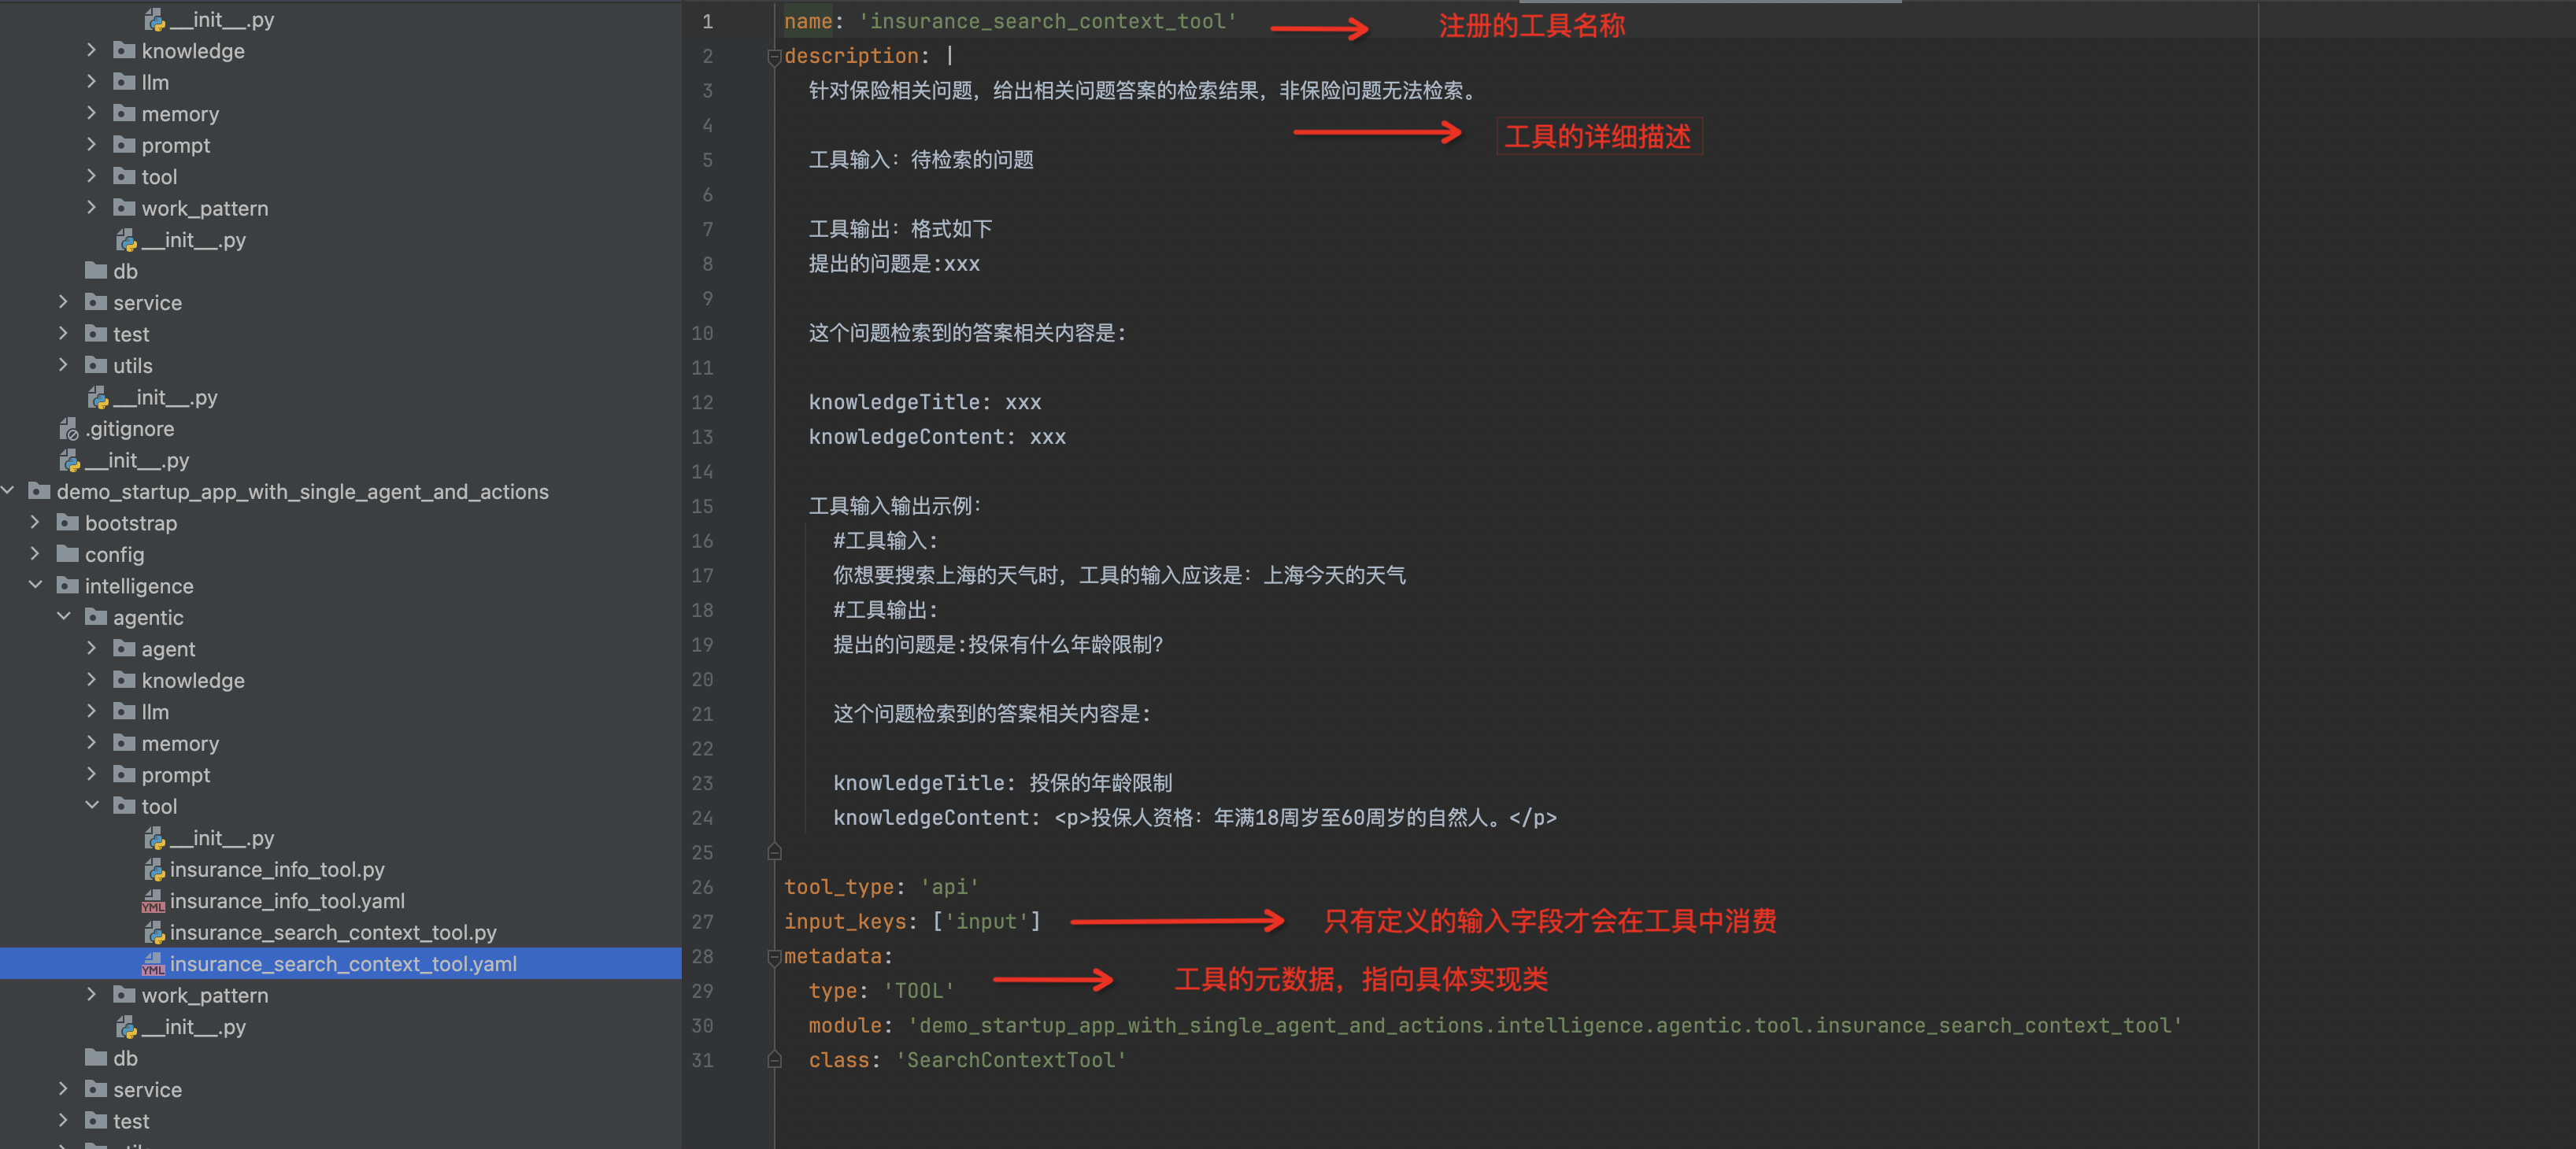 __init__.py
knowledge
llm
memory
prompt
tool
work_pattern
__init__.py
db
service
test
utils
__init__.py
.gitignore
__init__.py
demo_startup_app_with_single_agent_and_actions
bootstrap
config
intelligence
agentic
agent
knowledge
llm
memory
prompt
tool
__init__.py
insurance_info_tool.py
insurance_info_tool.yaml
insurance_search_context_tool.py
insurance_search_context_tool.yaml
work_pattern
__init__.py
db
service
test
1 name: 'insurance_search_context_tool' 注册的工具名称
2 description: |
3 针对保险相关问题，给出相关问题答案的检索结果，非保险问题无法检索。
4 工具的详细描述
5 工具输入：待检索的问题
6
7 工具输出：格式如下
8 提出的问题是:xxx
9
10 这个问题检索到的答案相关内容是:
11
12 knowledgeTitle: xxx
13 knowledgeContent: xxx
14
15 工具输入输出示例:
16 #工具输入:
17 你想要搜索上海的天气时，工具的输入应该是：上海今天的天气
18 #工具输出:
19 提出的问题是:投保有什么年龄限制?
20
21 这个问题检索到的答案相关内容是:
22
23 knowledgeTitle: 投保的年龄限制
24 knowledgeContent: <p>投保人资格：年满18周岁至60周岁的自然人。</p>
25
26 tool_type: 'api'
27 input_keys: ['input'] 只有定义的输入字段才会在工具中消费
28 metadata:
29 type: 'TOOL' 工具的元数据，指向具体实现类
30 module: 'demo_startup_app_with_single_agent_and_actions.intelligence.agentic.tool.insurance_search_context_tool'
31 class: 'SearchContextTool'